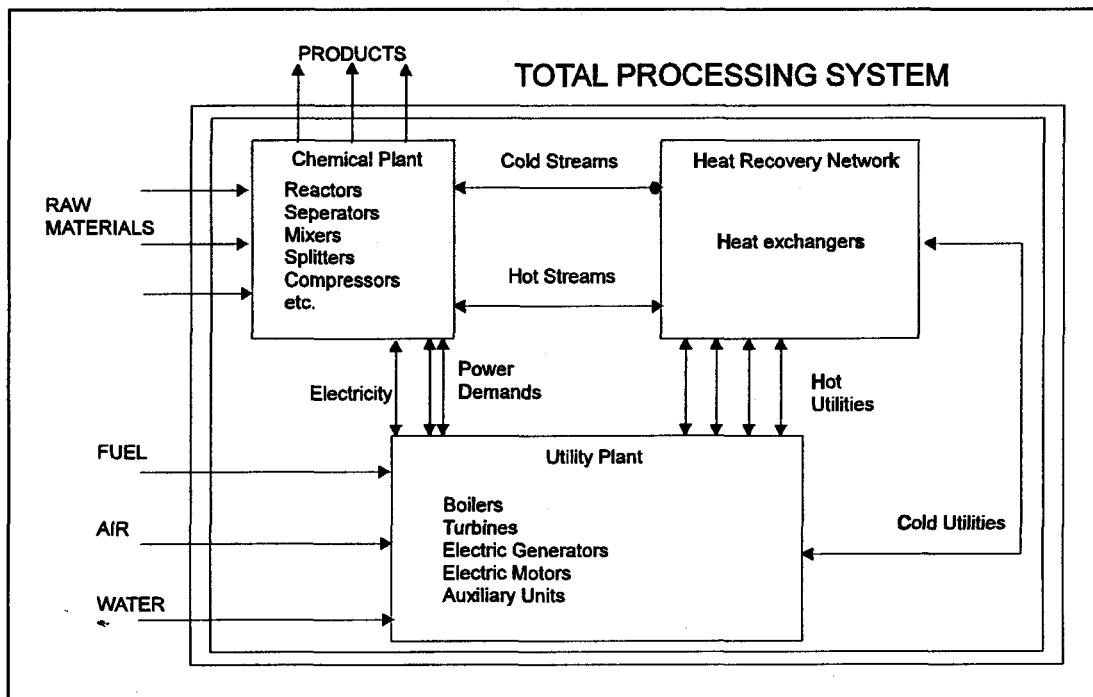 PRODUCTS
TOTAL PROCESSING SYSTEM
Chemical Plant
Reactors
Seperators
Mixers
Splitters
Compressors
etc.
Cold Streams
Hot Streams
Heat Recovery Network
Heat exchangers
RAW
MATERIALS
Electricity
Power
Demands
Hot
Utilities
FUEL
AIR
WATER
Utility Plant
Boilers
Turbines
Electric Generators
Electric Motors
Auxiliary Units
Cold Utilities